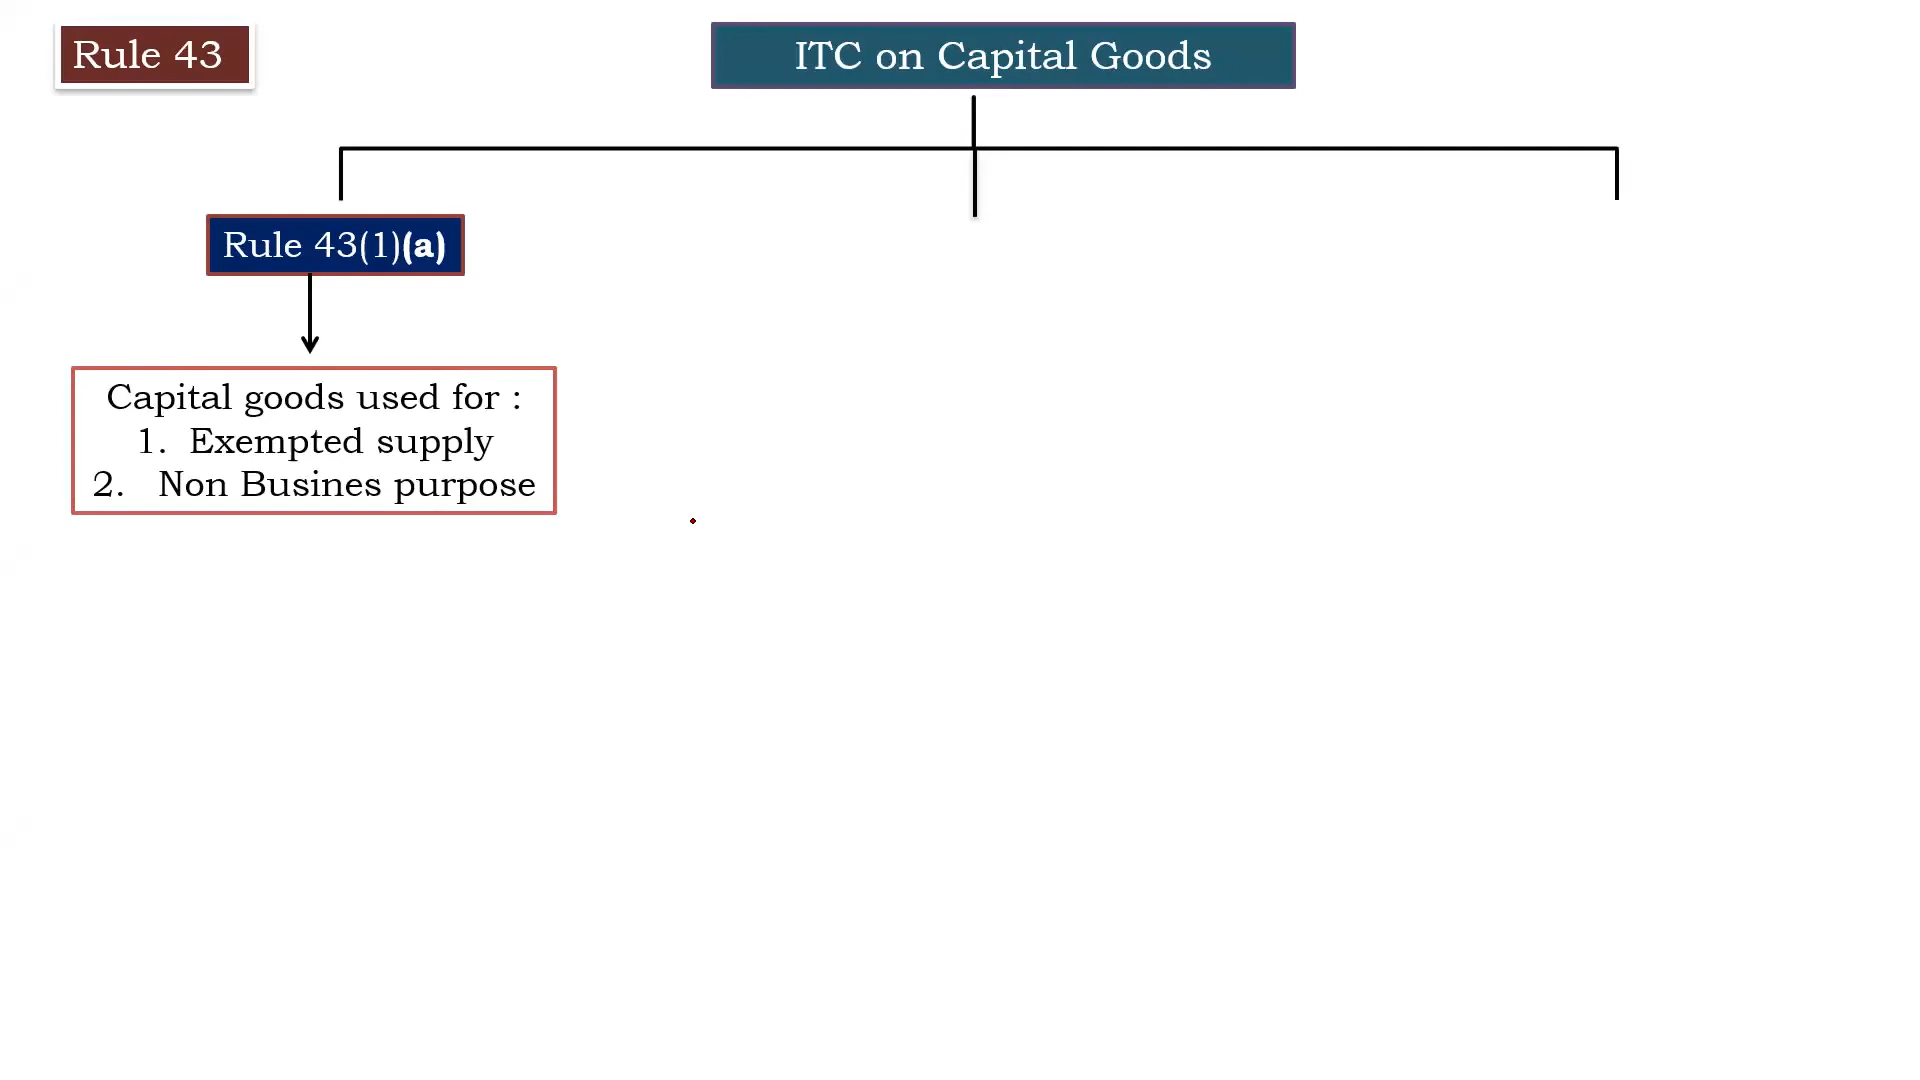 Rule 43
ITC on Capital Goods
Rule 43(1)(a)
Capital goods used for :
1. Exempted supply
2. Non Busines purpose